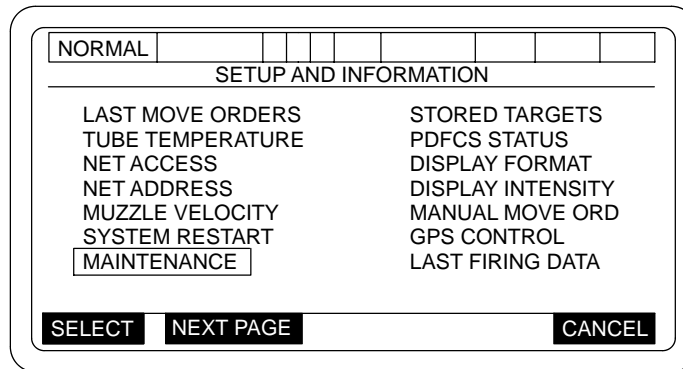 NORMAL
SETUP AND INFORMATION
LAST MOVE ORDERS
TUBE TEMPERATURE
NET ACCESS
NET ADDRESS
MUZZLE VELOCITY
SYSTEM RESTART
MAINTENANCE
STORED TARGETS
PDFCS STATUS
DISPLAY FORMAT
DISPLAY INTENSITY
MANUAL MOVE ORD
GPS CONTROL
LAST FIRING DATA
SELECT NEXT PAGE CANCEL